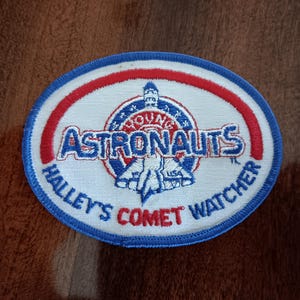 YOUNG
ASTRONAUTS
USA
HALLEY'S COMET WATCHER